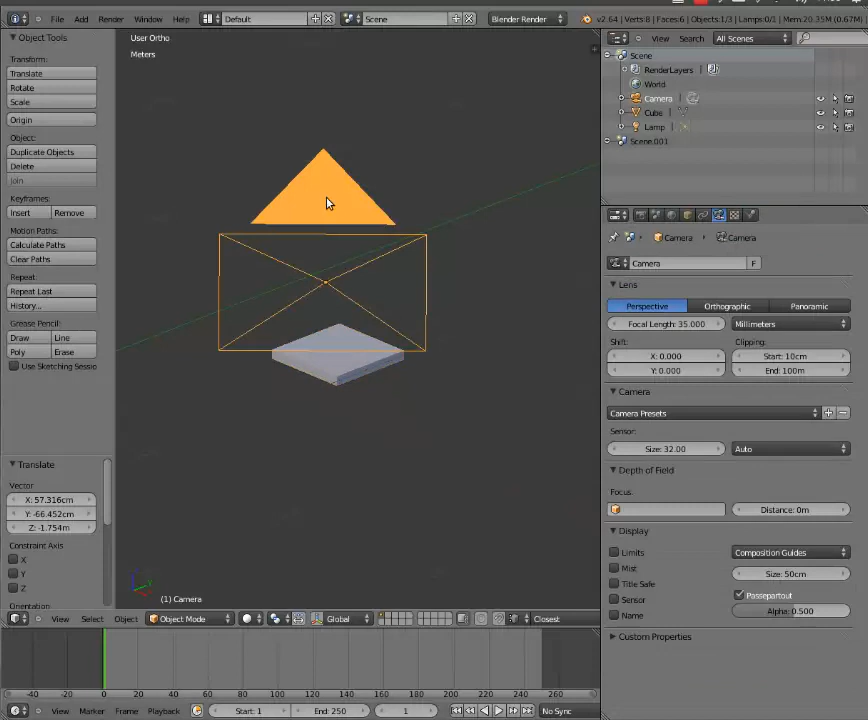 File Add Render Window Help Default Scene Blender Render v2.64 | Verts:8 | Faces:6 | Objects:1/3 | Lamps:0/1 | Mem:20.35M (0.67M)
Object Tools
Transform:
Translate
Rotate
Scale
Origin
Object:
Duplicate Objects
Delete
Join
Keyframes:
Insert Remove
Motion Paths:
Calculate Paths
Clear Paths
Repeat:
Repeat Last
History...
Grease Pencil:
Draw Line
Poly Erase
Use Sketching Sessio
Translate
Vector
X: 57.316cm
Y: -66.452cm
Z: -1.754m
Constraint Axis
X
Y
Z
Orientation
User Ortho
Meters
(1) Camera
View Select Object Object Mode Global Closest
-40 -20 0 20 40 60 80 100 120 140 160 180 200 220 240 260 280
View Marker Frame Playback Start: 1 End: 250 1 No Sync
View Search All Scenes
Scene
RenderLayers
World
Camera
Cube
Lamp
Scene.001
Camera Camera
Camera F
Lens
Perspective Orthographic Panoramic
Focal Length: 35.000 Millimeters
Shift: Clipping:
X: 0.000 Start: 10cm
Y: 0.000 End: 100m
Camera
Camera Presets
Sensor:
Size: 32.00 Auto
Depth of Field
Focus:
Distance: 0m
Display
Limits Composition Guides
Mist Size: 50cm
Title Safe
Sensor Passepartout
Name Alpha: 0.500
Custom Properties